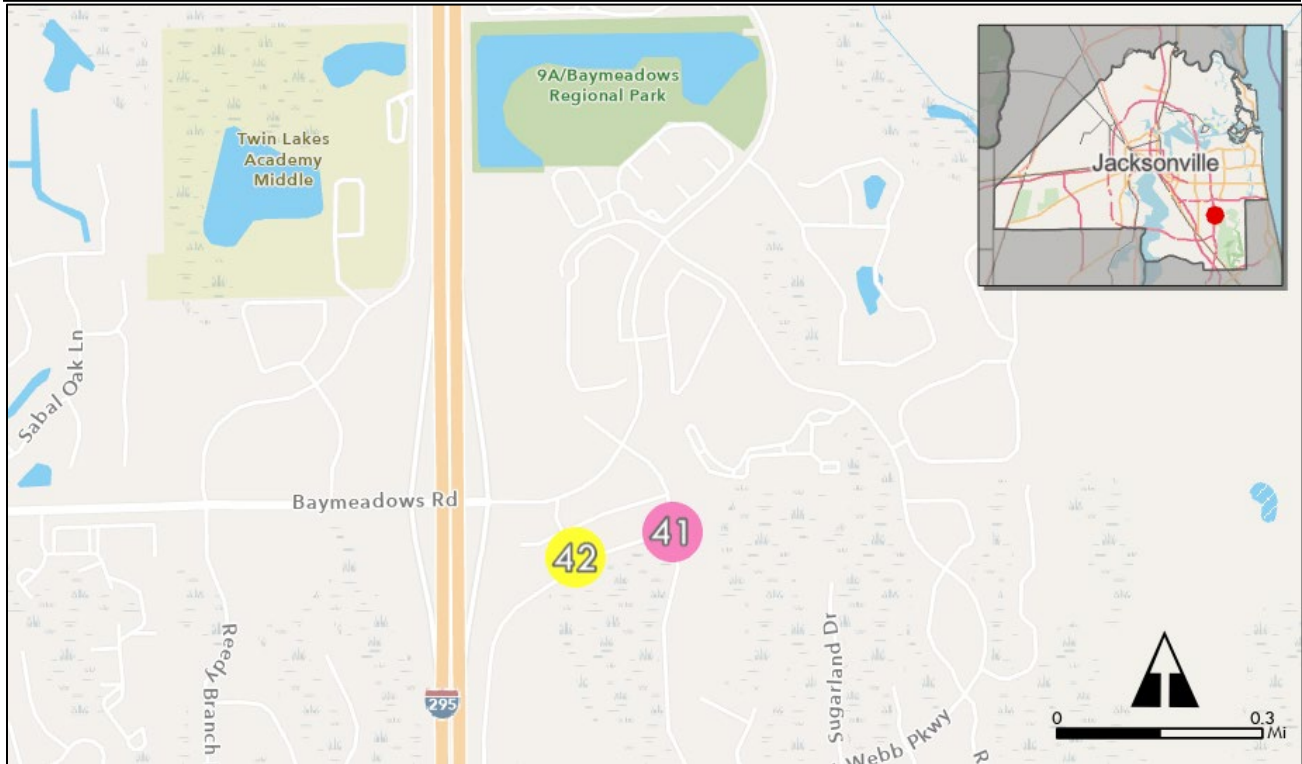 9A/Baymeadows
Regional Park
Twin Lakes
Academy
Middle
Jacksonville
Sabal Oak Ln
Baymeadows Rd
41
42
Reedy Branch
Sugarland Dr
295
Webb Pkwy
R
0
0.3
Mi